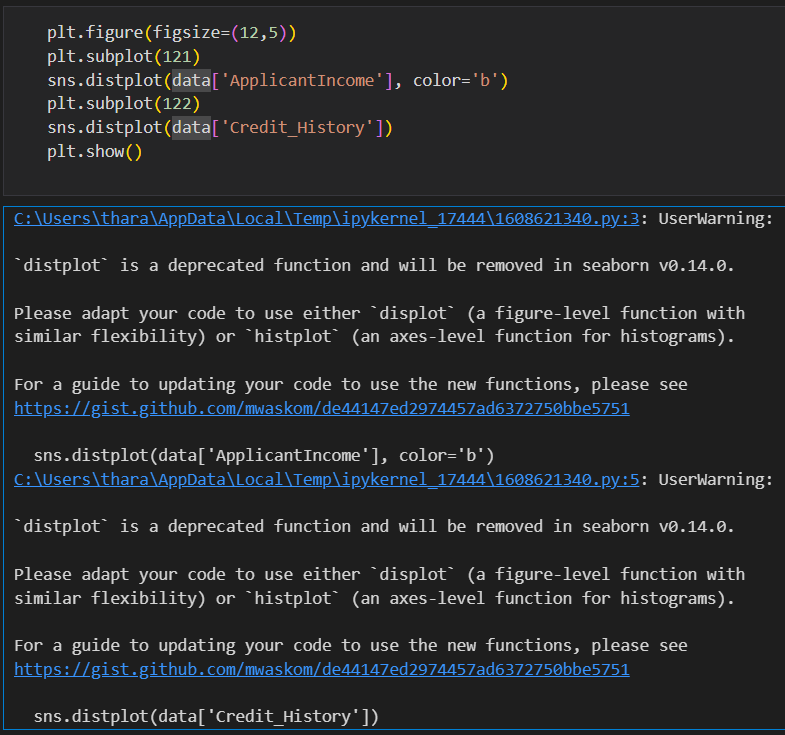 plt.figure(figsize=(12,5))
plt.subplot(121)
sns.distplot(data['ApplicantIncome'], color='b')
plt.subplot(122)
sns.distplot(data['Credit_History'])
plt.show()
C:\Users\thara\AppData\Local\Temp\ipykernel_17444\1608621340.py:3: UserWarning:
`distplot` is a deprecated function and will be removed in seaborn v0.14.0.
Please adapt your code to use either `displot` (a figure-level function with
similar flexibility) or `histplot` (an axes-level function for histograms).
For a guide to updating your code to use the new functions, please see
https://gist.github.com/mwaskom/de44147ed2974457ad6372750bbe5751
sns.distplot(data['ApplicantIncome'], color='b')
C:\Users\thara\AppData\Local\Temp\ipykernel_17444\1608621340.py:5: UserWarning:
`distplot` is a deprecated function and will be removed in seaborn v0.14.0.
Please adapt your code to use either `displot` (a figure-level function with
similar flexibility) or `histplot` (an axes-level function for histograms).
For a guide to updating your code to use the new functions, please see
https://gist.github.com/mwaskom/de44147ed2974457ad6372750bbe5751
sns.distplot(data['Credit_History'])